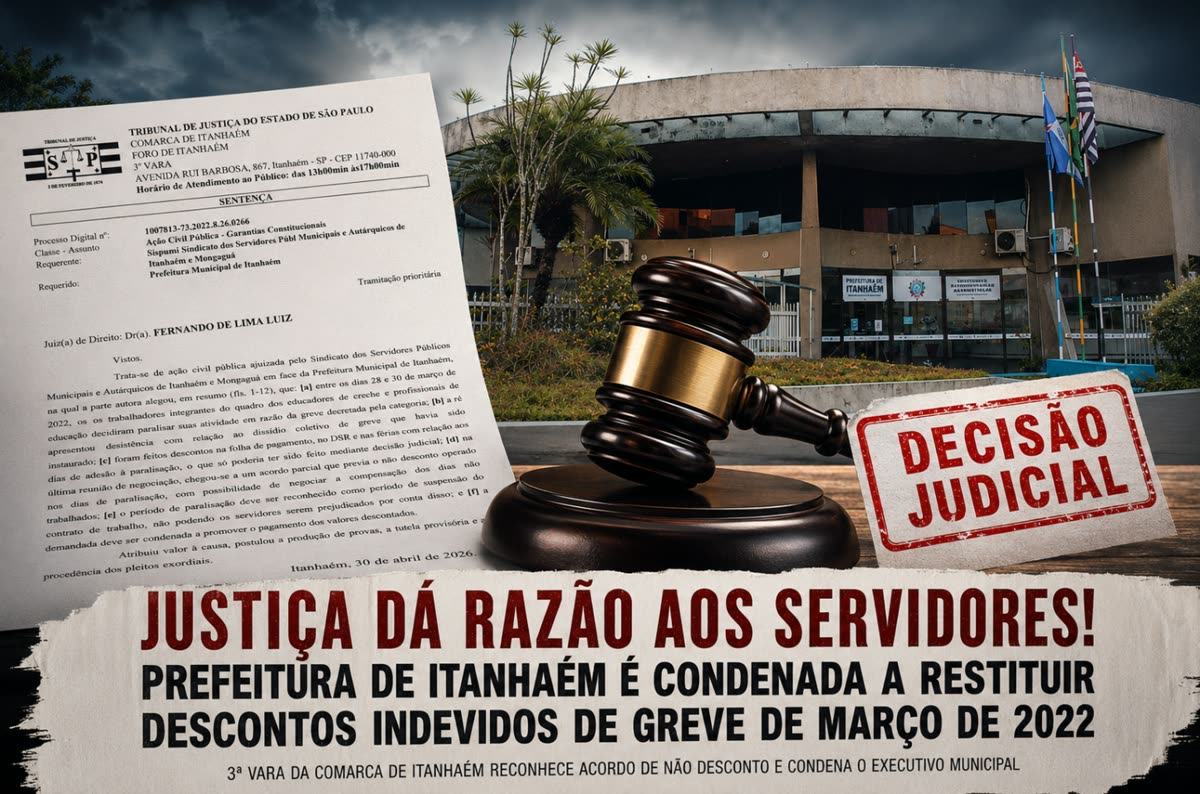 TRIBUNAL DE JUSTIÇA
S P
3 DE FEVEREIRO DE 1874
TRIBUNAL DE JUSTIÇA DO ESTADO DE SÃO PAULO
COMARCA DE ITANHAÉM
FORO DE ITANHAÉM
3ª VARA
AVENIDA RUI BARBOSA, 867, Itanhaém - SP - CEP 11740-000
Horário de Atendimento ao Público: das 13h00min às17h00min
SENTENÇA
Processo Digital nº: 1007813-73.2022.8.26.0266
Classe - Assunto Ação Civil Pública - Garantias Constitucionais
Requerente: Sispumi Sindicato dos Servidores Públ Municipais e Autárquicos de
Itanhaém e Mongaguá
Requerido: Prefeitura Municipal de Itanhaém
Tramitação prioritária
Juiz(a) de Direito: Dr(a). FERNANDO DE LIMA LUIZ
Vistos.
Trata-se de ação civil pública ajuizada pelo Sindicato dos Servidores Públicos
Municipais e Autárquicos de Itanhaém e Mongaguá em face da Prefeitura Municipal de Itanhaém,
na qual a parte autora alegou, em resumo (fls. 1-12), que: [a] entre os dias 28 e 30 de março de
2022, os os trabalhadores integrantes do quadro dos educadores de creche e profissionais de
educação decidiram paralisar suas atividade em razão da greve decretada pela categoria; [b] a ré
apresentou desistência com relação ao dissídio coletivo de greve que havia sido
instaurado; [c] foram feitos descontos na folha de pagamento, no DSR e nas férias com relação aos
dias de adesão à paralisação, o que só poderia ter sido feito mediante decisão judicial; [d] na
última reunião de negociação, chegou-se a um acordo parcial que previa o não desconto operado
nos dias de paralisação, com possibilidade de negociar a compensação dos dias não
trabalhados; [e] o período de paralisação deve ser reconhecido como período de suspensão do
contrato de trabalho, não podendo os servidores serem prejudicados por conta disso; e [f] a
demandada deve ser condenada a promover o pagamento dos valores descontados.
Atribuiu valor à causa, postulou a produção de provas, a tutela provisória e a
procedência dos pleitos exordiais.
Itanhaém, 30 de abril de 2026.
PREFEITURA DE
ITANHAÉM
DECISÃO
JUDICIAL
JUSTIÇA DÁ RAZÃO AOS SERVIDORES!
PREFEITURA DE ITANHAÉM É CONDENADA A RESTITUIR
DESCONTOS INDEVIDOS DE GREVE DE MARÇO DE 2022
3ª VARA DA COMARCA DE ITANHAÉM RECONHECE ACORDO DE NÃO DESCONTO E CONDENA O EXECUTIVO MUNICIPAL